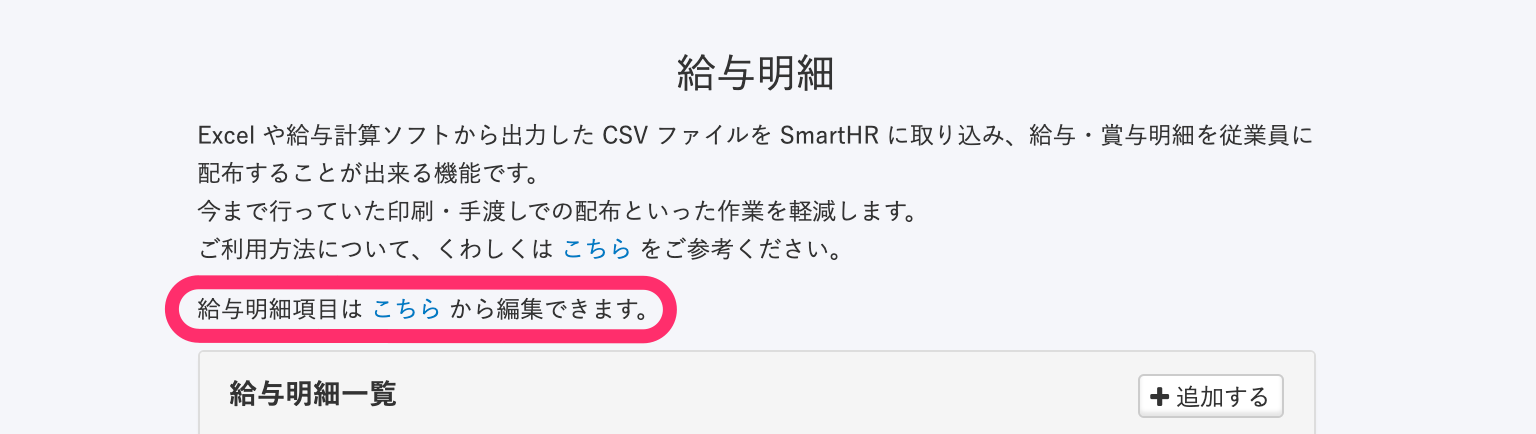 給与明細
Excel や給与計算ソフトから出力した CSV ファイルを SmartHR に取り込み、給与・賞与明細を従業員に
配布することが出来る機能です。
今まで行っていた印刷・手渡しでの配布といった作業を軽減します。
ご利用方法について、くわしくは こちら をご参考ください。
給与明細項目は こちら から編集できます。
給与明細一覧
追加する